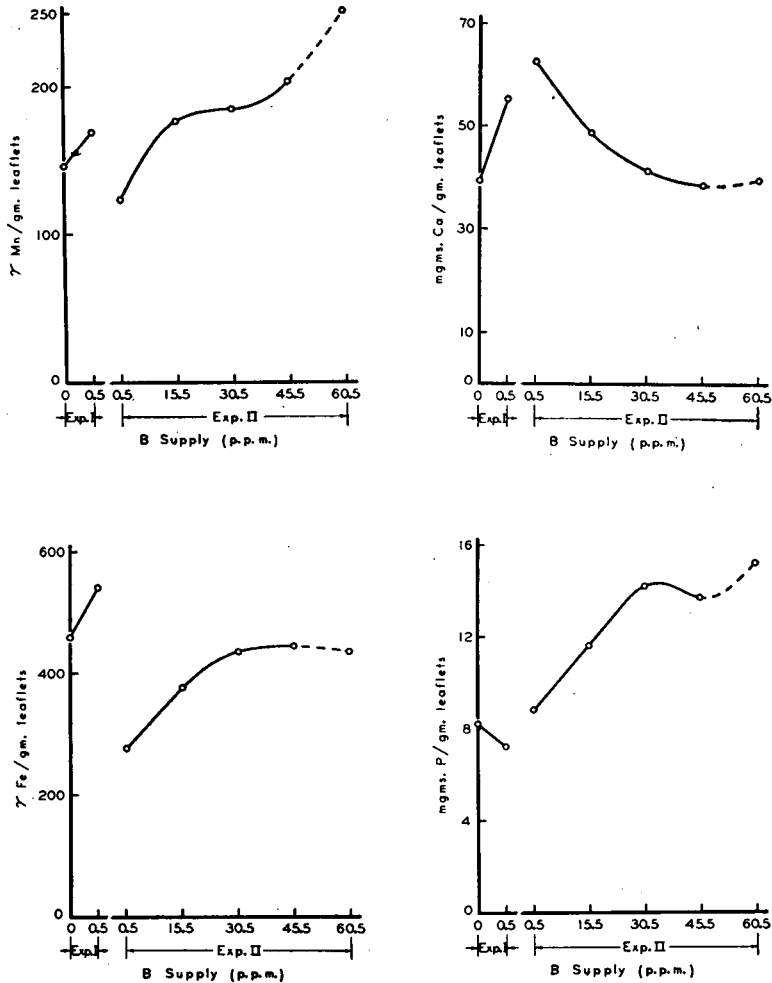 γ Mn/gm. leaflets
250
200
100
0
0 0.5 0.5 15.5 30.5 45.5 60.5
Exp.I Exp. II
B Supply (p.p.m.)
mgms. Ca/gm. leaflets
70
50
30
10
0
0 0.5 0.5 15.5 30.5 45.5 60.5
Exp.I Exp.II
B Supply (p.p.m.)
γ Fe/gm. leaflets
600
400
200
0
0 0.5 0.5 15.5 30.5 45.5 60.5
Exp.I Exp.II
B Supply (p.p.m.)
mgms. P/gm. leaflets
16
12
8
4
0
0 0.5 0.5 15.5 30.5 45.5 60.5
Exp.I Exp.II
B Supply (p.p.m.)